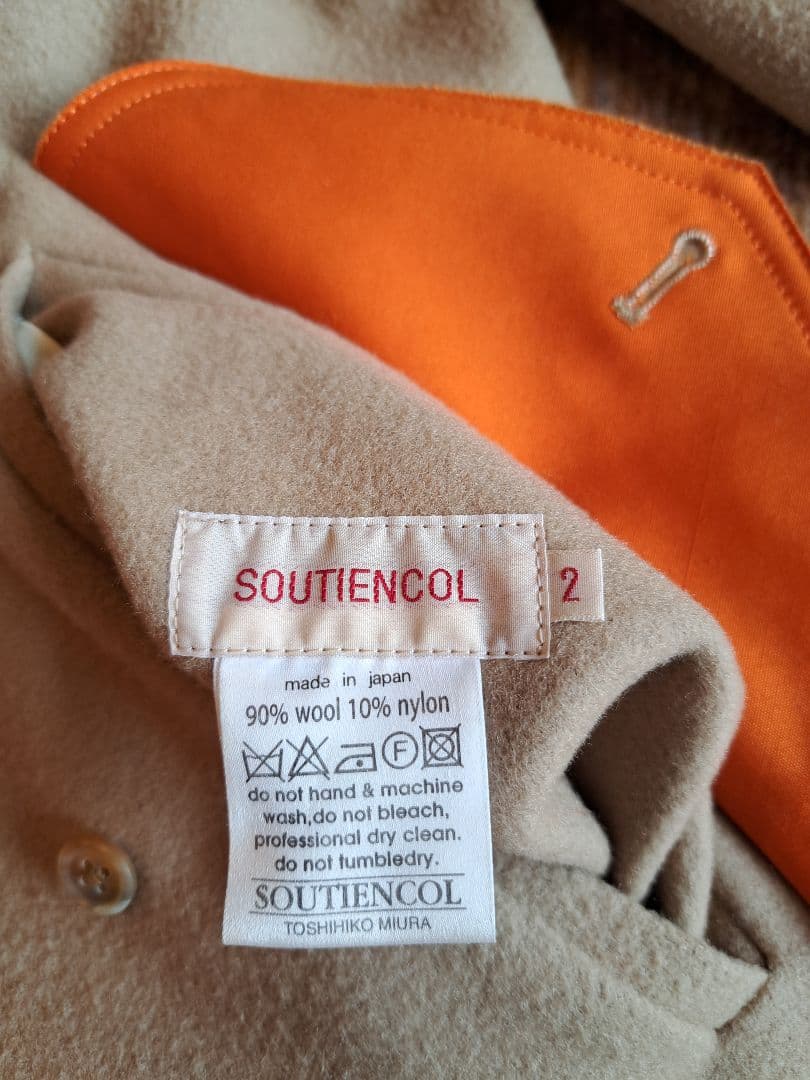 SOUTIENCOL
2
made in japan
90% wool 10% nylon
F
do not hand & machine
wash,do not bleach,
professional dry clean.
do not tumbledry.
SOUTIENCOL
TOSHIHIKO MIURA